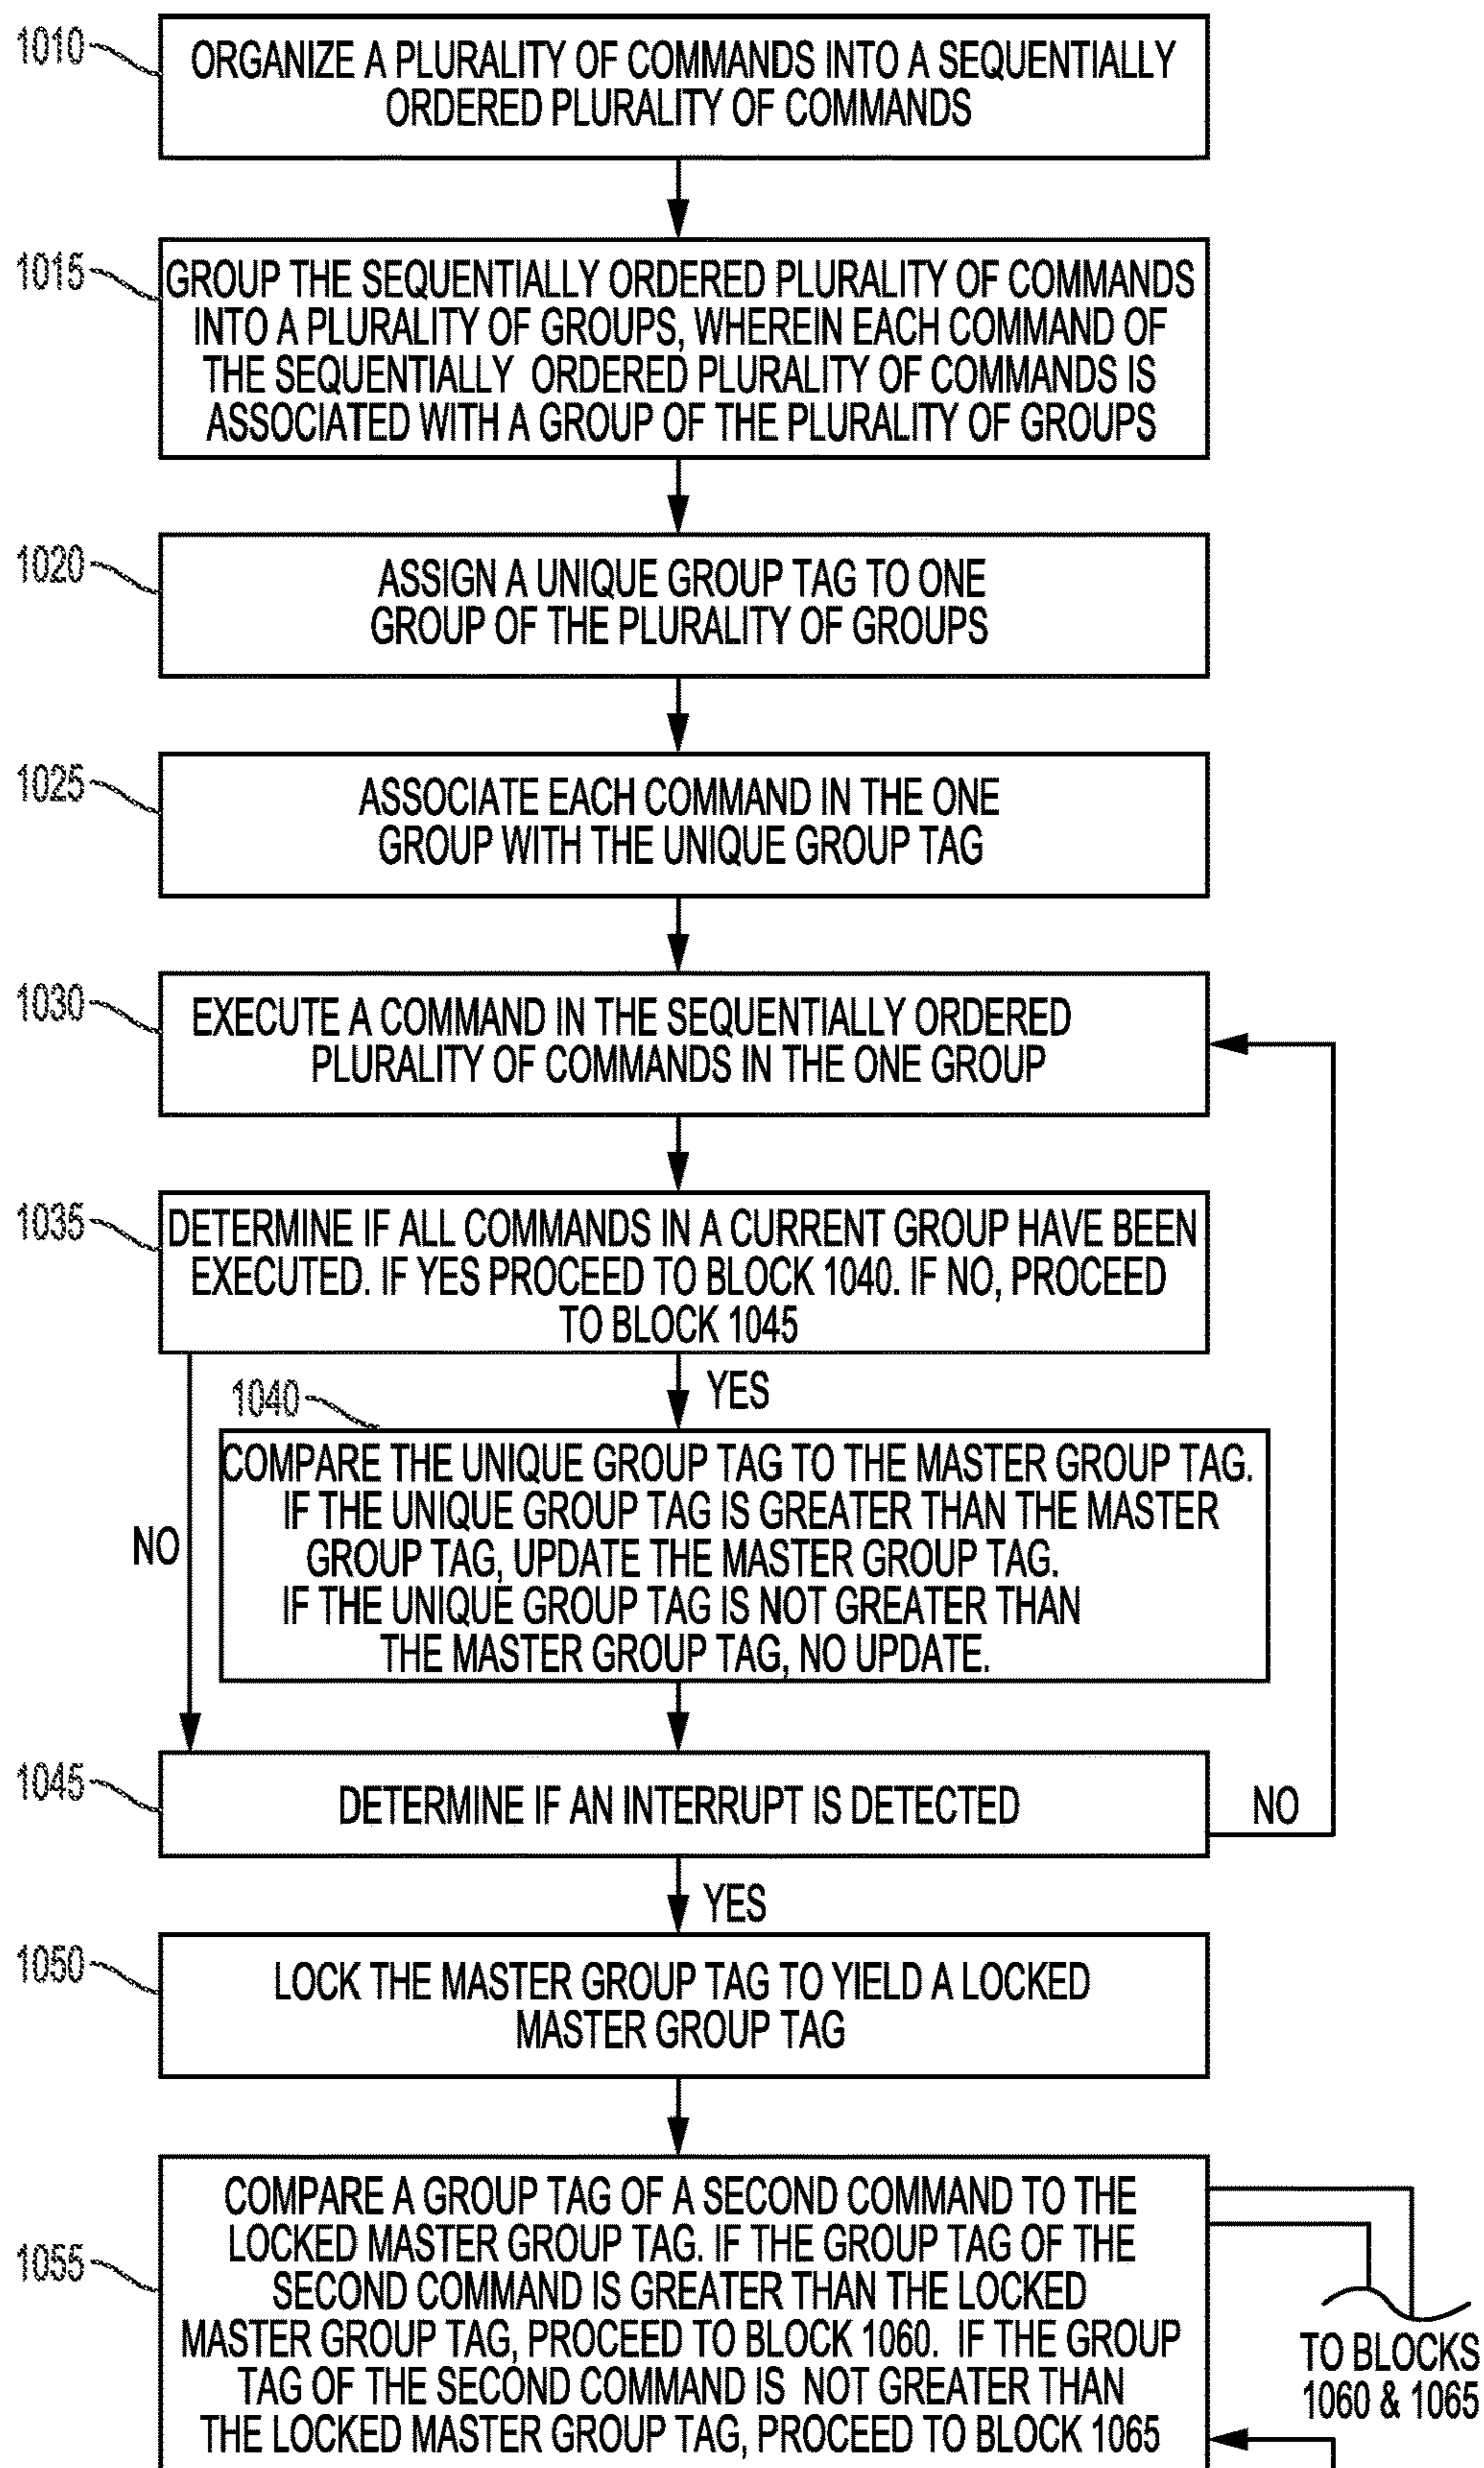 1010
ORGANIZE A PLURALITY OF COMMANDS INTO A SEQUENTIALLY
ORDERED PLURALITY OF COMMANDS
1015
GROUP THE SEQUENTIALLY ORDERED PLURALITY OF COMMANDS
INTO A PLURALITY OF GROUPS, WHEREIN EACH COMMAND OF
THE SEQUENTIALLY ORDERED PLURALITY OF COMMANDS IS
ASSOCIATED WITH A GROUP OF THE PLURALITY OF GROUPS
1020
ASSIGN A UNIQUE GROUP TAG TO ONE
GROUP OF THE PLURALITY OF GROUPS
1025
ASSOCIATE EACH COMMAND IN THE ONE
GROUP WITH THE UNIQUE GROUP TAG
1030
EXECUTE A COMMAND IN THE SEQUENTIALLY ORDERED
PLURALITY OF COMMANDS IN THE ONE GROUP
1035
DETERMINE IF ALL COMMANDS IN A CURRENT GROUP HAVE BEEN
EXECUTED. IF YES PROCEED TO BLOCK 1040. IF NO, PROCEED
TO BLOCK 1045
YES
1040
COMPARE THE UNIQUE GROUP TAG TO THE MASTER GROUP TAG.
IF THE UNIQUE GROUP TAG IS GREATER THAN THE MASTER
GROUP TAG, UPDATE THE MASTER GROUP TAG.
IF THE UNIQUE GROUP TAG IS NOT GREATER THAN
THE MASTER GROUP TAG, NO UPDATE.
NO
1045
DETERMINE IF AN INTERRUPT IS DETECTED
NO
YES
1050
LOCK THE MASTER GROUP TAG TO YIELD A LOCKED
MASTER GROUP TAG
1055
COMPARE A GROUP TAG OF A SECOND COMMAND TO THE
LOCKED MASTER GROUP TAG. IF THE GROUP TAG OF THE
SECOND COMMAND IS GREATER THAN THE LOCKED
MASTER GROUP TAG, PROCEED TO BLOCK 1060. IF THE GROUP
TAG OF THE SECOND COMMAND IS NOT GREATER THAN
THE LOCKED MASTER GROUP TAG, PROCEED TO BLOCK 1065
TO BLOCKS
1060 & 1065